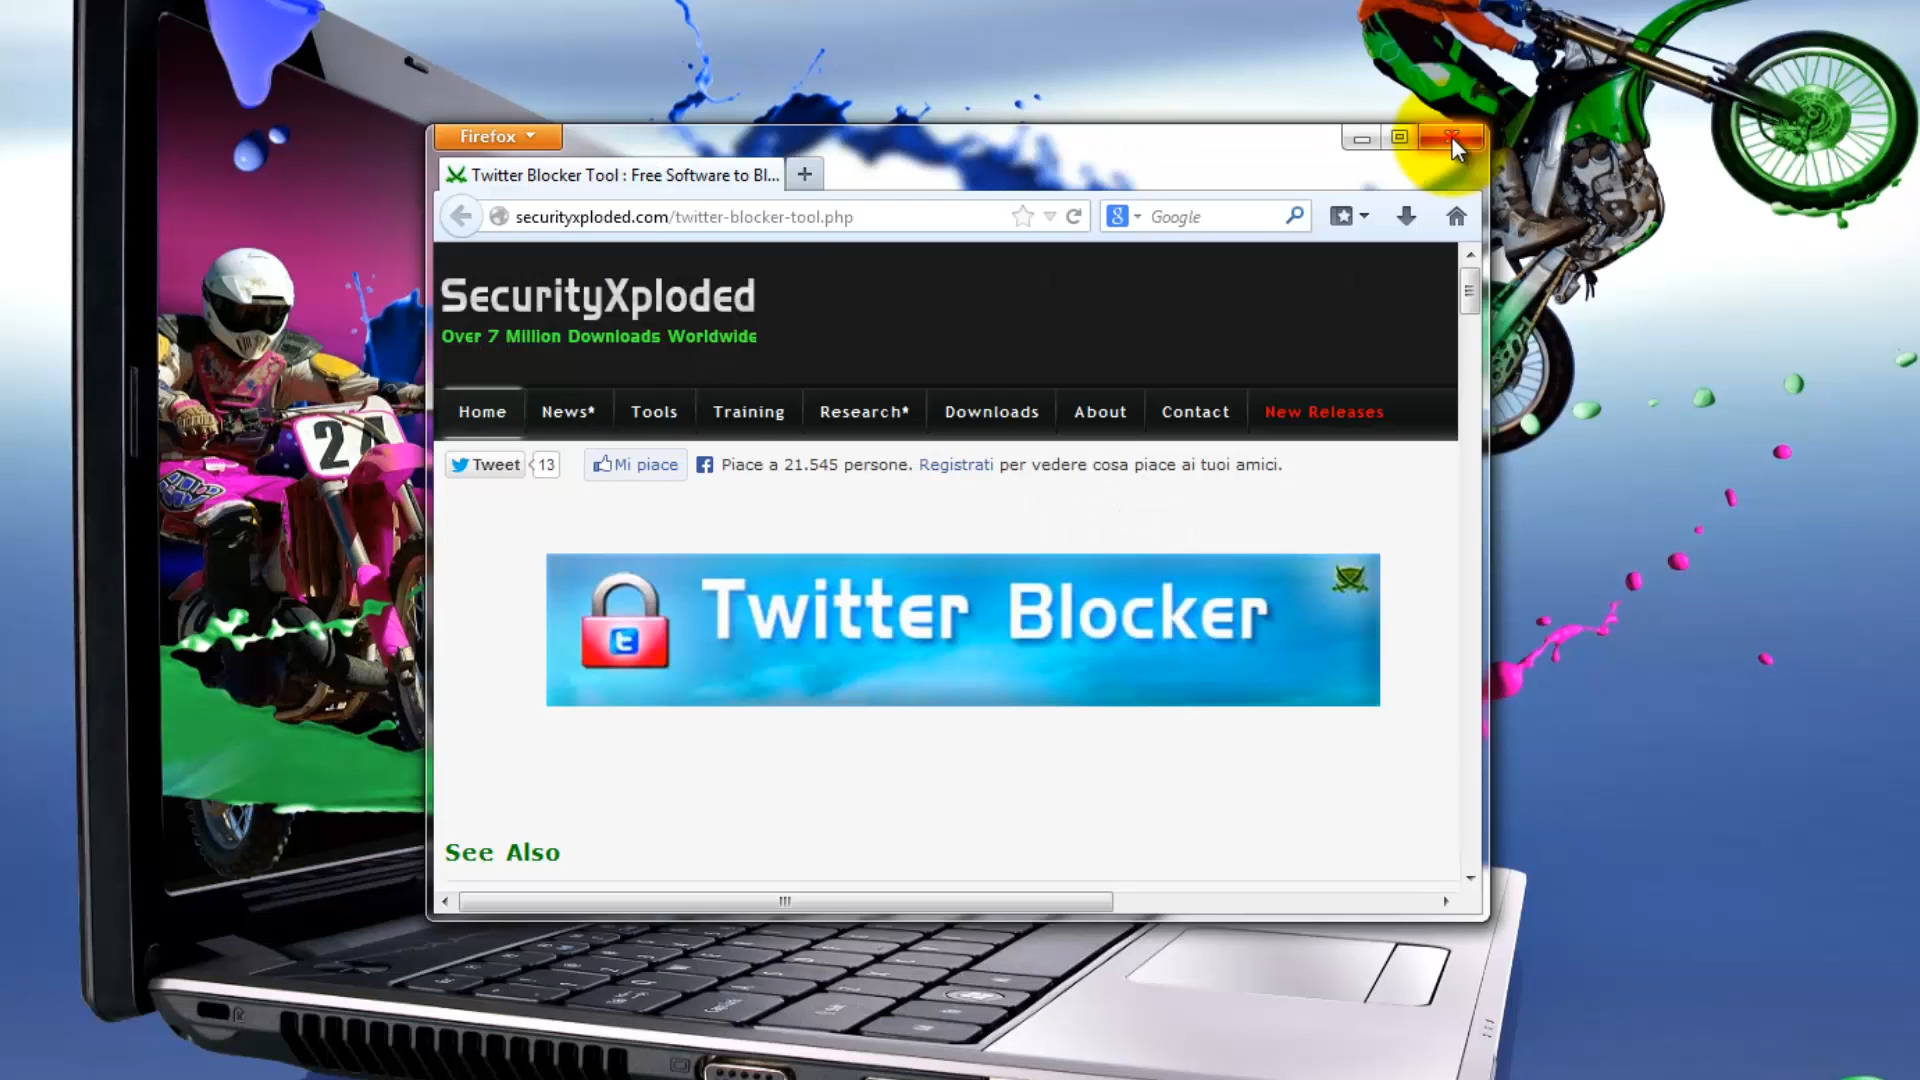 Firefox
Twitter Blocker Tool : Free Software to Bl...
securityxploded.com/twitter-blocker-tool.php
Google
SecurityXploded
Over 7 Million Downloads Worldwide
Home News* Tools Training Research* Downloads About Contact New Releases
Tweet 13 Mi piace Piace a 21.545 persone. Registrati per vedere cosa piace ai tuoi amici.
Twitter Blocker
See Also